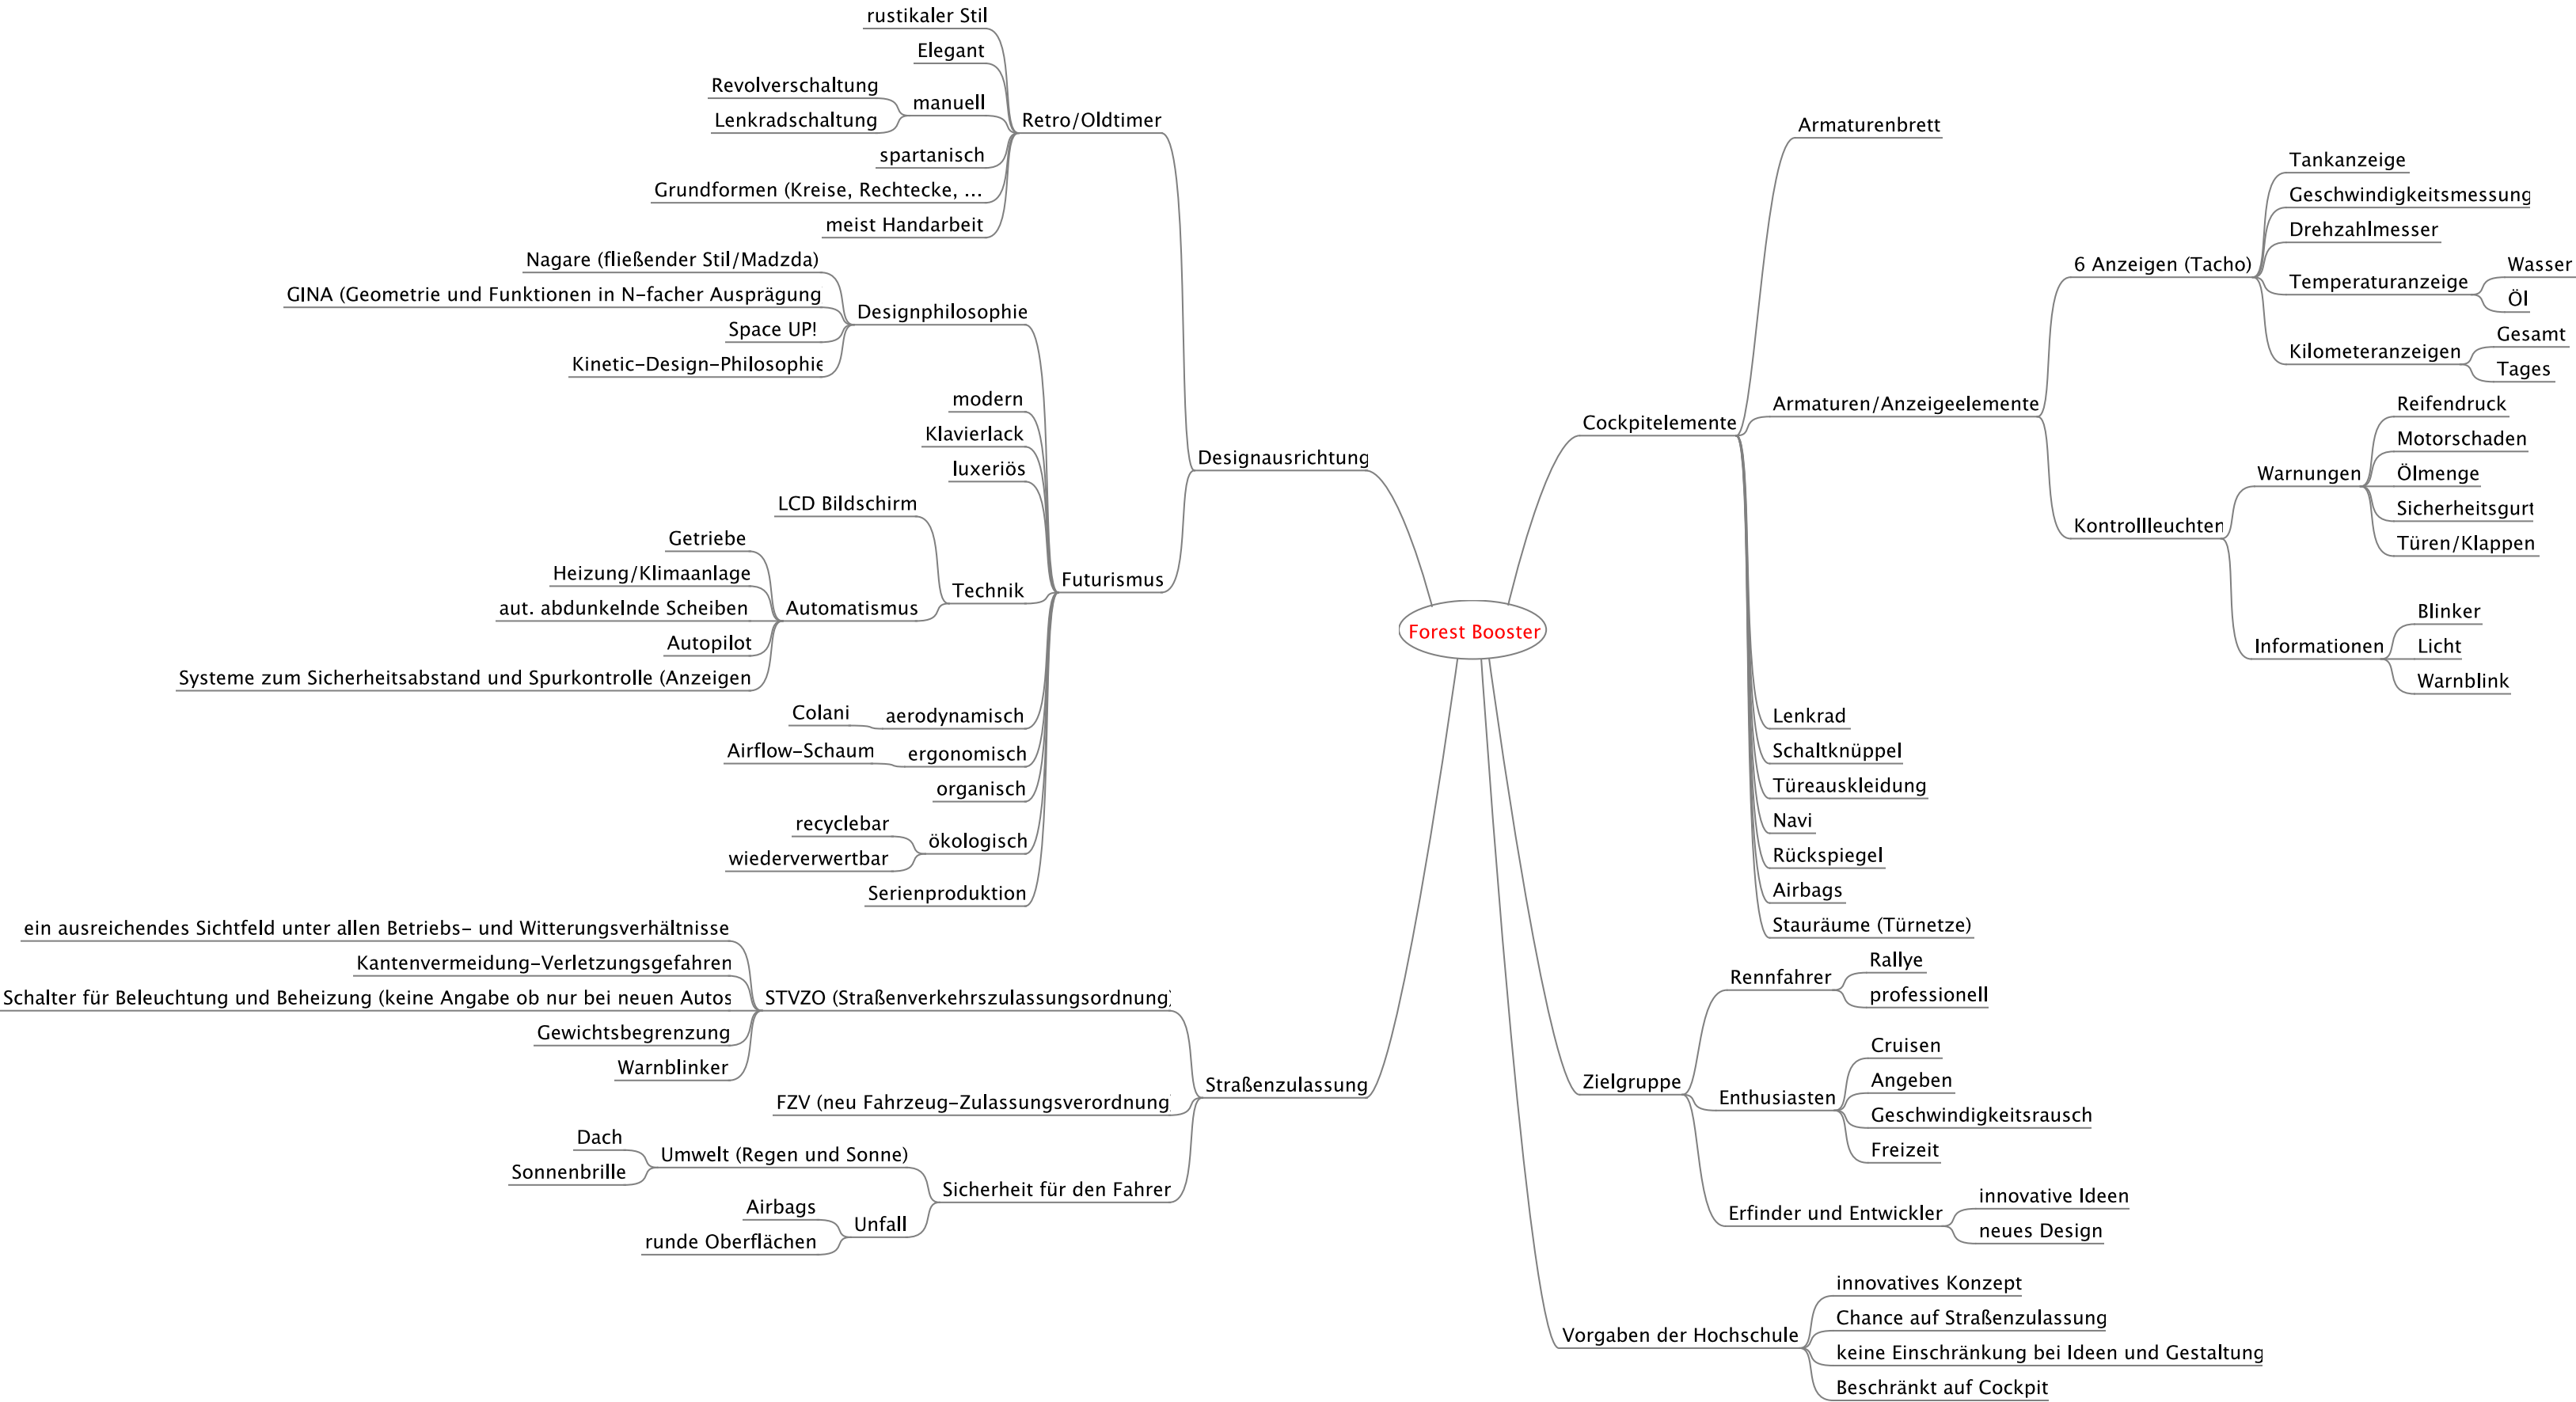 Forest Booster
Designausrichtung
Retro/Oldtimer
rustikaler Stil
Elegant
manuell
Revolverschaltung
Lenkradschaltung
spartanisch
Grundformen (Kreise, Rechtecke, ...
meist Handarbeit
Futurismus
Designphilosophie
Nagare (fließender Stil/Madzda)
GINA (Geometrie und Funktionen in N-facher Ausprägung
Space UP!
Kinetic-Design-Philosophie
modern
Klavierlack
luxeriös
Technik
LCD Bildschirm
Automatismus
Getriebe
Heizung/Klimaanlage
aut. abdunkelnde Scheiben
Autopilot
Systeme zum Sicherheitsabstand und Spurkontrolle (Anzeigen
aerodynamisch
Colani
ergonomisch
Airflow-Schaum
organisch
ökologisch
recyclebar
wiederverwertbar
Serienproduktion
Straßenzulassung
STVZO (Straßenverkehrszulassungsordnung)
ein ausreichendes Sichtfeld unter allen Betriebs- und Witterungsverhältnisse
Kantenvermeidung-Verletzungsgefahren
Schalter für Beleuchtung und Beheizung (keine Angabe ob nur bei neuen Autos
Gewichtsbegrenzung
Warnblinker
FZV (neu Fahrzeug-Zulassungsverordnung)
Sicherheit für den Fahrer
Umwelt (Regen und Sonne)
Dach
Sonnenbrille
Unfall
Airbags
runde Oberflächen
Cockpitelemente
Armaturenbrett
Armaturen/Anzeigeelemente
6 Anzeigen (Tacho)
Tankanzeige
Geschwindigkeitsmessung
Drehzahlmesser
Temperaturanzeige
Wasser
Öl
Kilometeranzeigen
Gesamt
Tages
Kontrollleuchten
Warnungen
Reifendruck
Motorschaden
Ölmenge
Sicherheitsgurt
Türen/Klappen
Informationen
Blinker
Licht
Warnblink
Lenkrad
Schaltknüppel
Türeauskleidung
Navi
Rückspiegel
Airbags
Stauräume (Türnetze)
Zielgruppe
Rennfahrer
Rallye
professionell
Enthusiasten
Cruisen
Angeben
Geschwindigkeitsrausch
Freizeit
Erfinder und Entwickler
innovative Ideen
neues Design
Vorgaben der Hochschule
innovatives Konzept
Chance auf Straßenzulassung
keine Einschränkung bei Ideen und Gestaltung
Beschränkt auf Cockpit